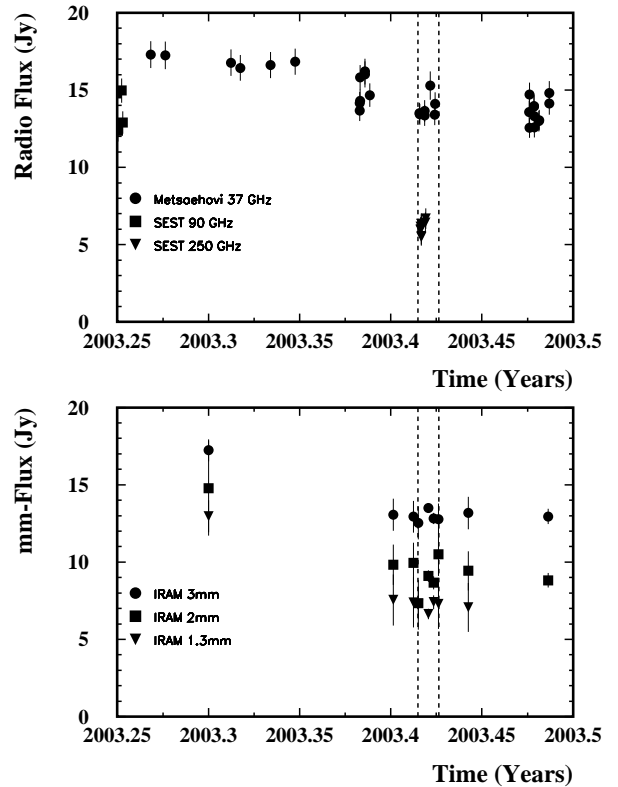 Radio Flux (Jy)
20
15
10
5
0
Metsaehovi 37 GHz
SEST 90 GHz
SEST 250 GHz
2003.25 2003.3 2003.35 2003.4 2003.45 2003.5
Time (Years)
mm-Flux (Jy)
20
15
10
5
0
IRAM 3mm
IRAM 2mm
IRAM 1.3mm
2003.25 2003.3 2003.35 2003.4 2003.45 2003.5
Time (Years)